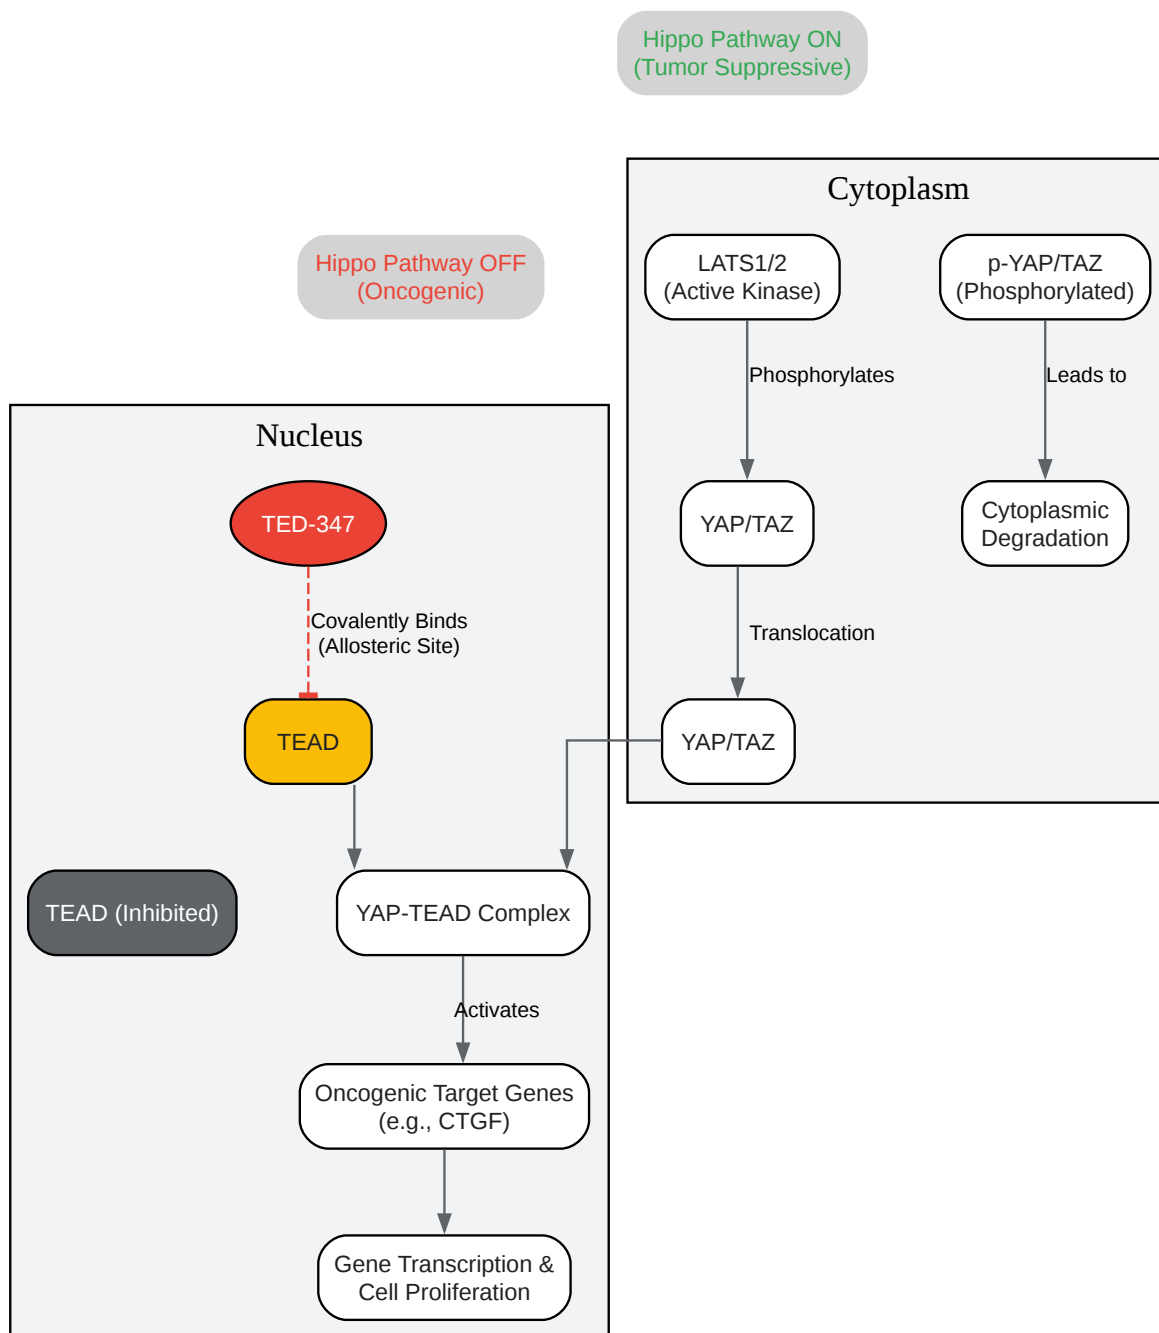 Hippo Pathway ON
(Tumor Suppressive)
Cytoplasm
Hippo Pathway OFF
(Oncogenic)
LATS1/2
(Active Kinase)
p-YAP/TAZ
(Phosphorylated)
Phosphorylates
Leads to
Nucleus
TED-347
YAP/TAZ
Cytoplasmic
Degradation
Covalently Binds
(Allosteric Site)
Translocation
TEAD
YAP/TAZ
TEAD (Inhibited)
YAP-TEAD Complex
Activates
Oncogenic Target Genes
(e.g., CTGF)
Gene Transcription &
Cell Proliferation